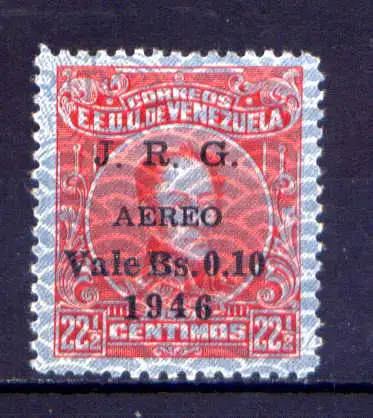 CORREOS
E.E.U.U. DE VENEZUELA
J. R. G.
AEREO
Vale Bs. 0.10
1946
22½ CENTIMOS 22½